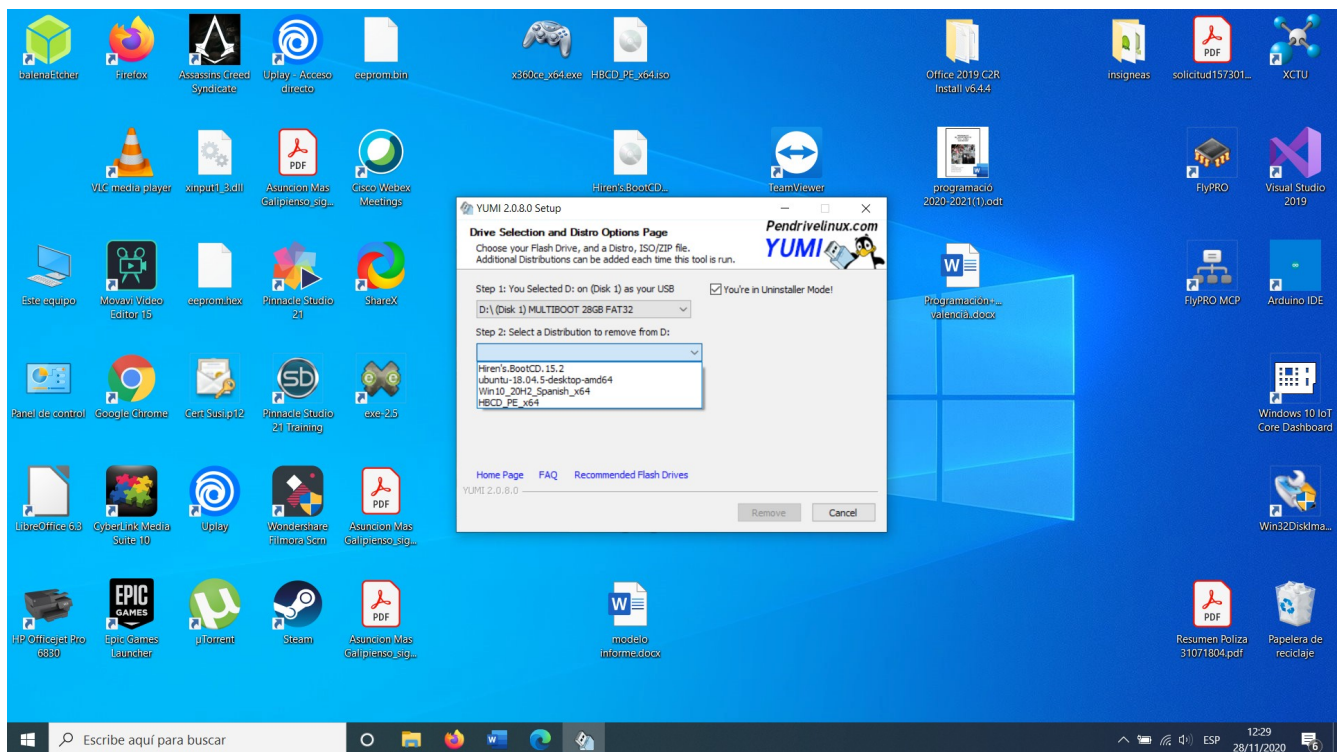 balenaEtcher
Firefox
Assassins Creed
Syndicate
Uplay - Acceso
directo
eeprom.bin
x360ce_x64.exe
HBCD_PE_x64.iso
Office 2019 C2R
Install v6.4.4
insigneas
PDF
solicitud157301...
XCTU
VLC media player
xinput1_3.dll
PDF
Asuncion Mas
Galipienso_sig...
Cisco Webex
Meetings
Hiren's.BootCD...
TeamViewer
programació
2020-2021(1).odt
FlyPRO
Visual Studio
2019
Este equipo
Movavi Video
Editor 15
eeprom.hex
Pinnacle Studio
21
ShareX
Programación+...
valencià.docx
FlyPRO MCP
Arduino IDE
Panel de control
Google Chrome
Cert Susi.p12
Pinnacle Studio
21 Training
exe-2.5
Windows 10 IoT
Core Dashboard
LibreOffice 6.3
CyberLink Media
Suite 10
Uplay
Wondershare
Filmora Scrn
PDF
Asuncion Mas
Galipienso_sig...
Win32DiskIma...
HP Officejet Pro
6830
EPIC
GAMES
Epic Games
Launcher
µTorrent
Steam
PDF
Asuncion Mas
Galipienso_sig...
W
modelo
informe.docx
PDF
Resumen Poliza
31071804.pdf
Papelera de
reciclaje
YUMI 2.0.8.0 Setup
Drive Selection and Distro Options Page
Choose your Flash Drive, and a Distro, ISO/ZIP file.
Additional Distributions can be added each time this tool is run.
Pendrivelinux.com
YUMI
Step 1: You Selected D: on (Disk 1) as your USB
You're in Uninstaller Mode!
D:\ (Disk 1) MULTIBOOT 28GB FAT32
Step 2: Select a Distribution to remove from D:
Hiren's.BootCD.15.2
ubuntu-18.04.5-desktop-amd64
Win10_20H2_Spanish_x64
HBCD_PE_x64
Home Page FAQ Recommended Flash Drives
YUMI 2.0.8.0
Remove Cancel
Escribe aquí para buscar
ESP
12:29
28/11/2020
6